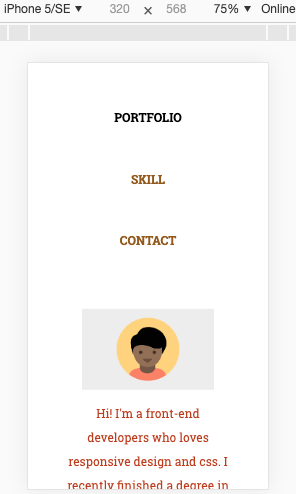 iPhone 5/SE ▼ 320 × 568 75% ▼ Online
PORTFOLIO
SKILL
CONTACT
Hi! I'm a front-end
developers who loves
responsive design and css. I
recently finished a degree in